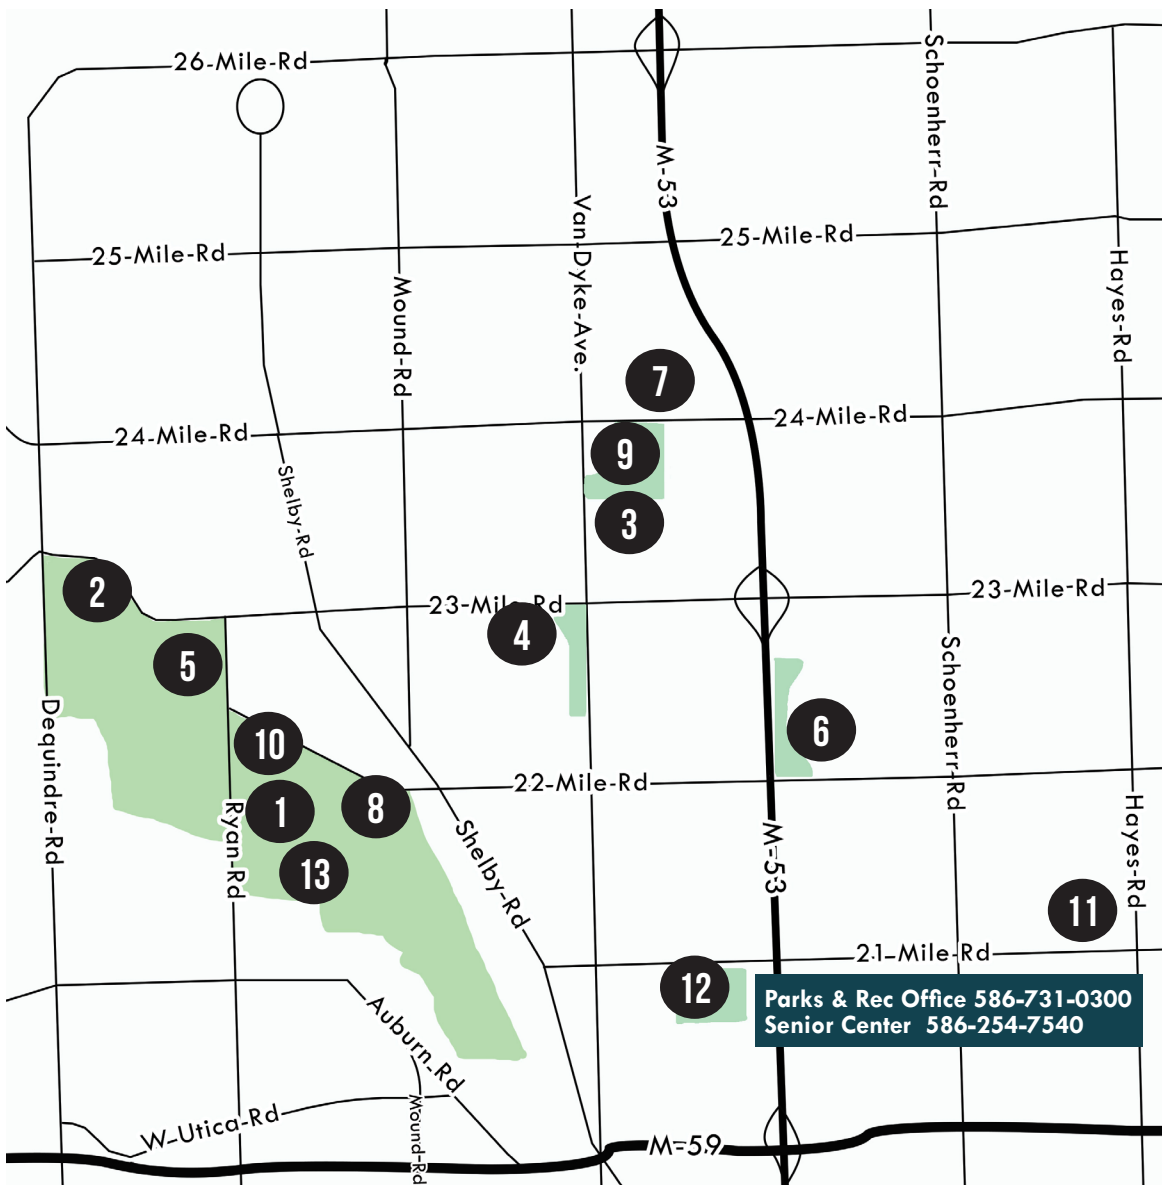 26-Mile-Rd
Schoenherr-Rd
M-53
Van-Dyke-Ave.
25-Mile-Rd
25-Mile-Rd
Mound-Rd
Hayes-Rd
7
24-Mile-Rd
24-Mile-Rd
9
Shelby-Rd
3
2
23-Mile-Rd
23-Mile-Rd
4
5
Schoenherr-Rd
Dequindre-Rd
10
6
22-Mile-Rd
Ryan-Rd
1
8
Shelby-Rd
M-53
Hayes-Rd
13
11
21-Mile-Rd
12
Parks & Rec Office 586-731-0300
Senior Center 586-254-7540
Auburn-Rd
W-Utica-Rd
Mound-Rd
M-59